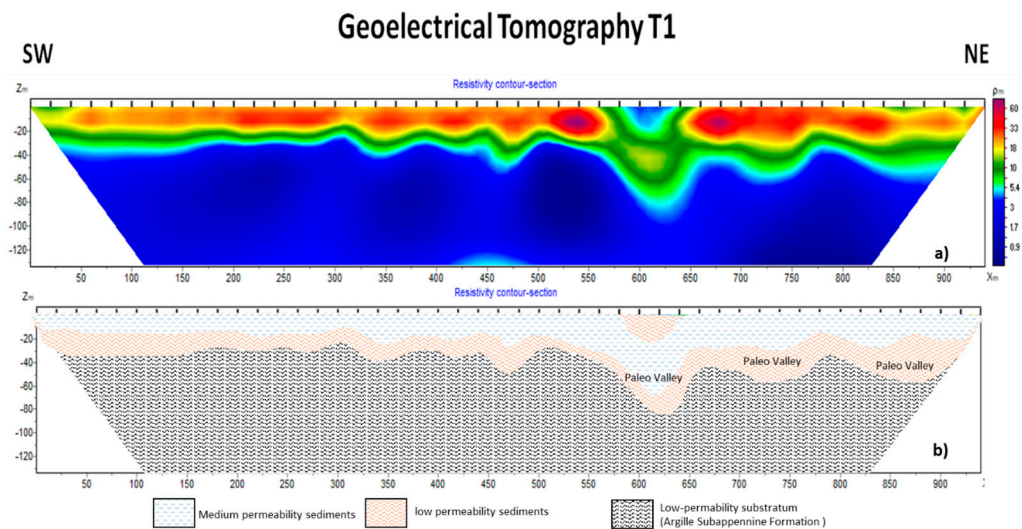 Geoelectrical Tomography T1
SW NE
Resistivity contour-section
Zm
-20
-40
-60
-80
-100
-120
50 100 150 200 250 300 350 400 450 500 550 600 650 700 750 800 850 900 Xm
ρm
60
33
18
10
5.4
3
1.7
0.9
a)
Resistivity contour-section
Zm
-20
-40
-60
-80
-100
-120
Paleo Valley Paleo Valley Paleo Valley
b)
50 100 150 200 250 300 350 400 450 500 550 600 650 700 750 800 850 900
Medium permeability sediments
low permeability sediments
Low-permability substratum
(Argille Subappennine Formation )